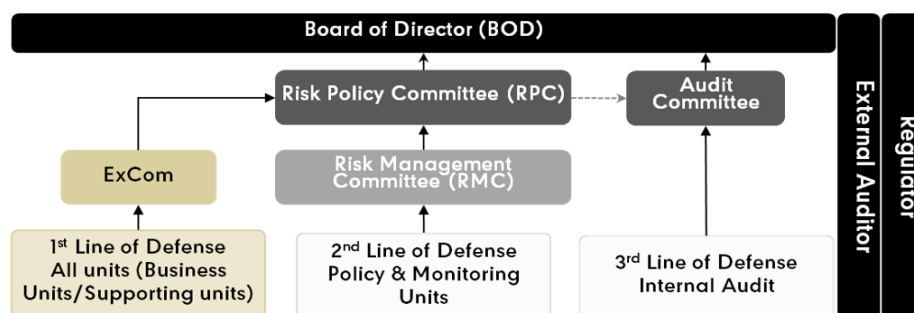 Board of Director (BOD)
Risk Policy Committee (RPC)
Audit
Committee
ExCom
Risk Management
Committee (RMC)
1st Line of Defense
All units (Business
Units/Supporting units)
2nd Line of Defense
Policy & Monitoring
Units
3rd Line of Defense
Internal Audit
External Auditor
Regulator